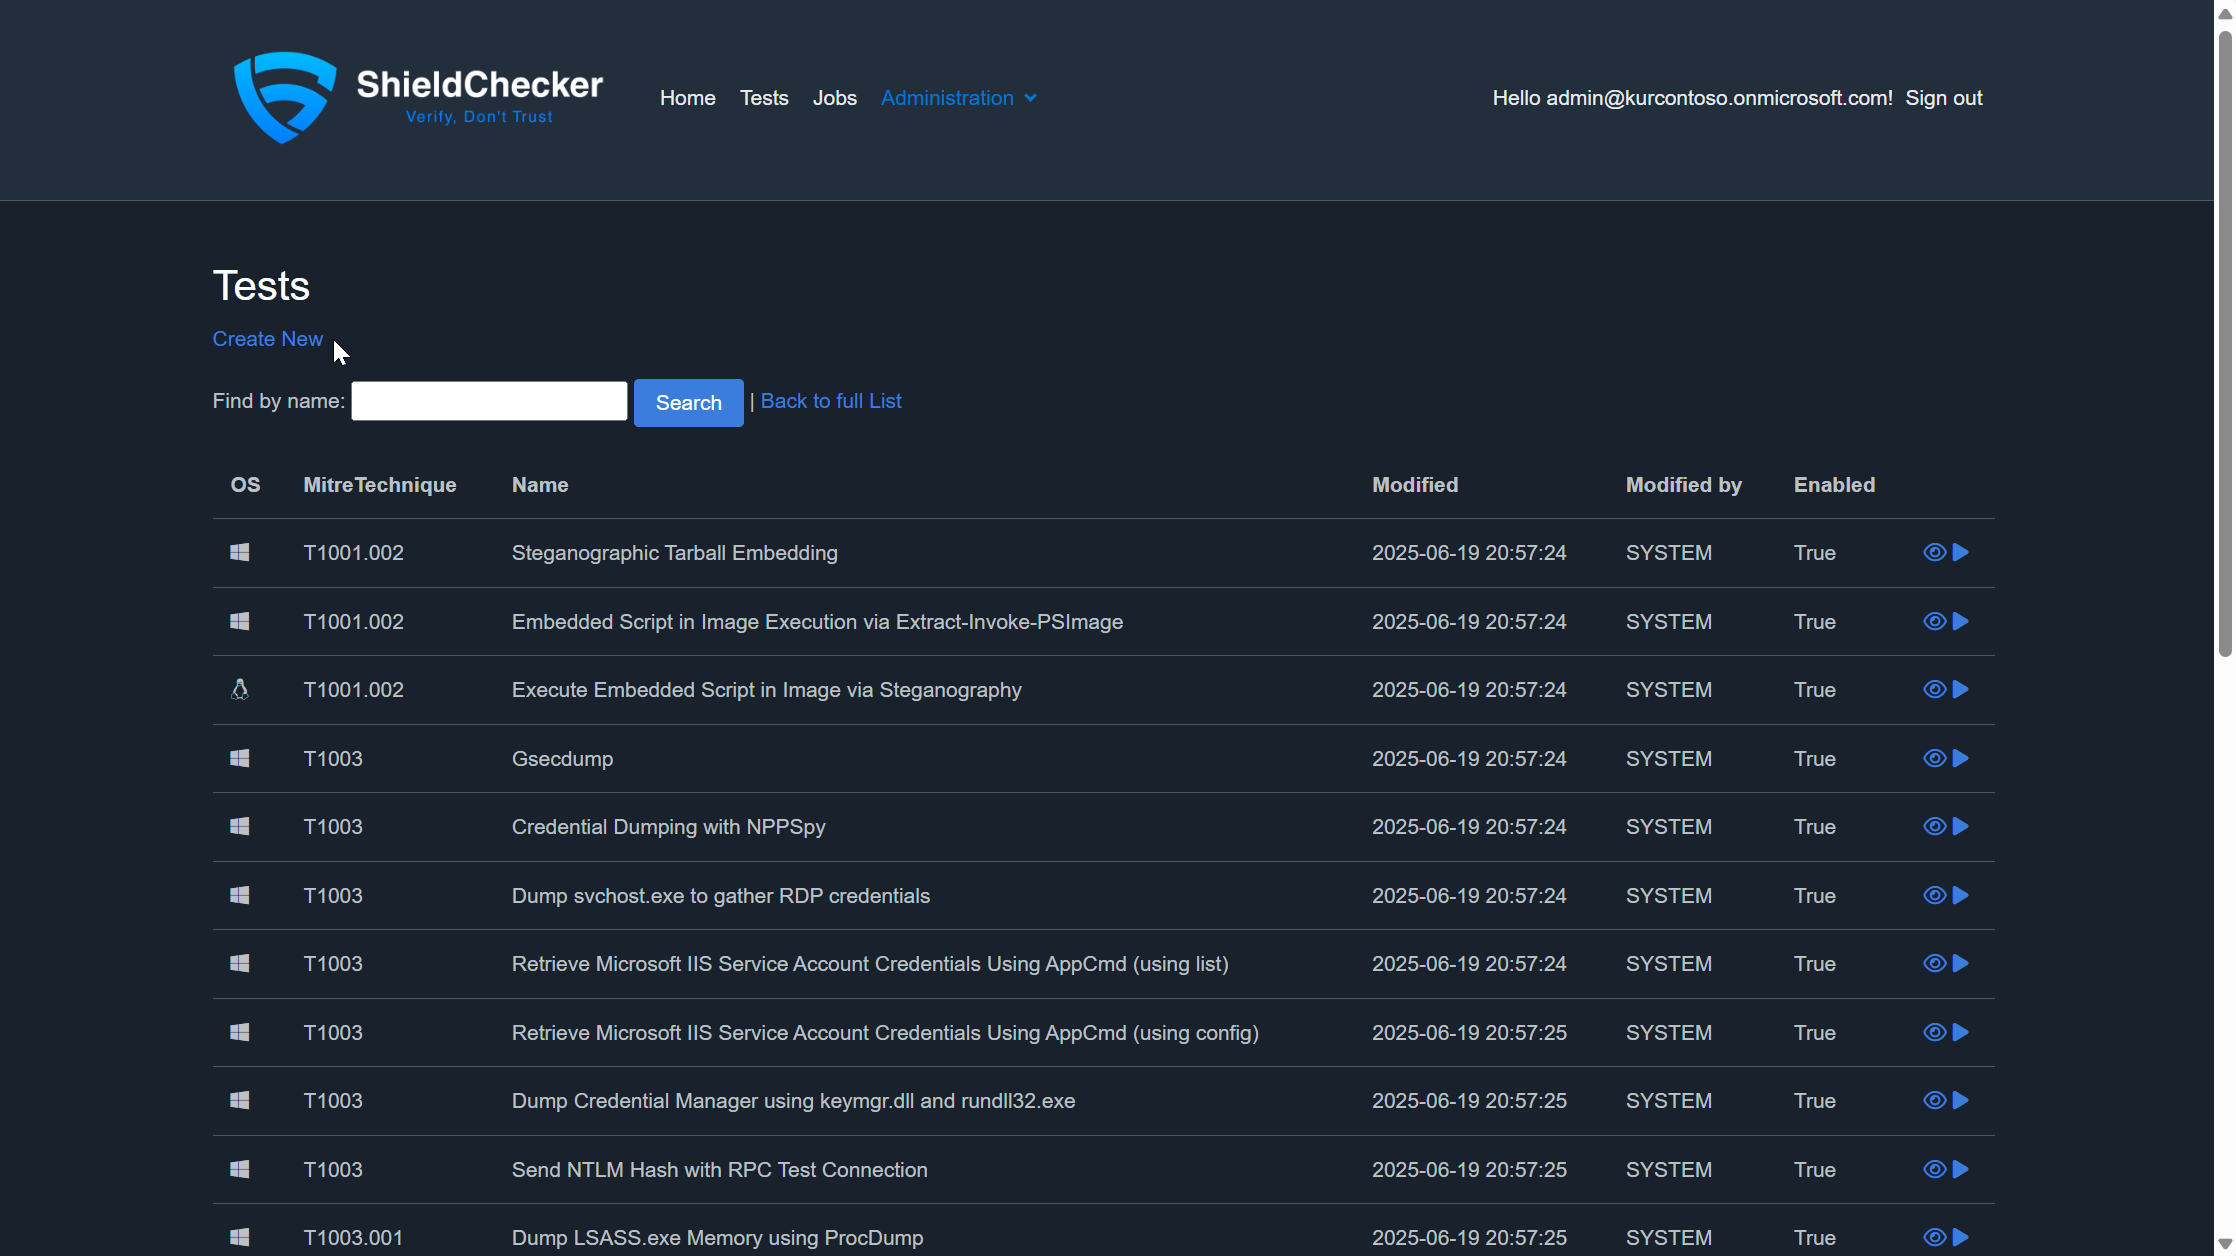 ShieldChecker
Verify, Don't Trust
Home Tests Jobs Administration
Hello admin@kurcontoso.onmicrosoft.com! Sign out
Tests
Create New
Find by name: Search | Back to full List
OS MitreTechnique Name Modified Modified by Enabled
T1001.002 Steganographic Tarball Embedding 2025-06-19 20:57:24 SYSTEM True
T1001.002 Embedded Script in Image Execution via Extract-Invoke-PSImage 2025-06-19 20:57:24 SYSTEM True
T1001.002 Execute Embedded Script in Image via Steganography 2025-06-19 20:57:24 SYSTEM True
T1003 Gsecdump 2025-06-19 20:57:24 SYSTEM True
T1003 Credential Dumping with NPPSpy 2025-06-19 20:57:24 SYSTEM True
T1003 Dump svchost.exe to gather RDP credentials 2025-06-19 20:57:24 SYSTEM True
T1003 Retrieve Microsoft IIS Service Account Credentials Using AppCmd (using list) 2025-06-19 20:57:24 SYSTEM True
T1003 Retrieve Microsoft IIS Service Account Credentials Using AppCmd (using config) 2025-06-19 20:57:25 SYSTEM True
T1003 Dump Credential Manager using keymgr.dll and rundll32.exe 2025-06-19 20:57:25 SYSTEM True
T1003 Send NTLM Hash with RPC Test Connection 2025-06-19 20:57:25 SYSTEM True
T1003.001 Dump LSASS.exe Memory using ProcDump 2025-06-19 20:57:25 SYSTEM True